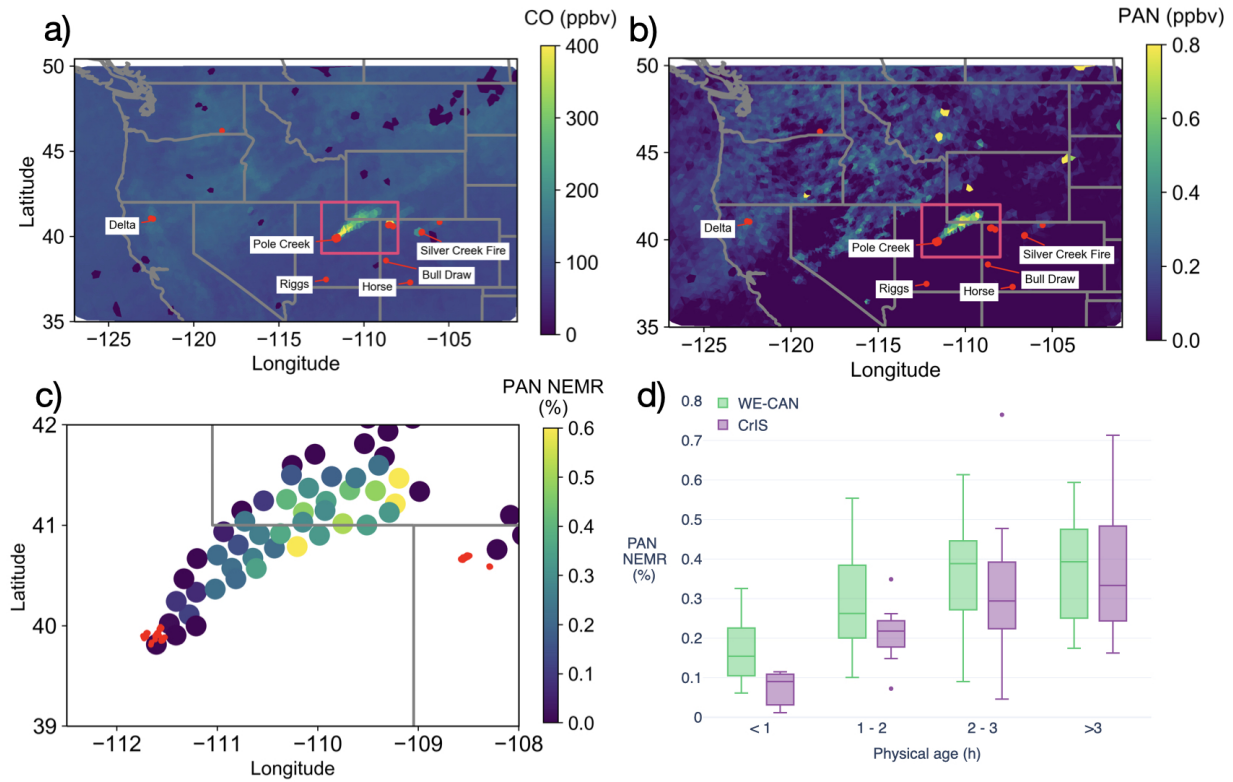 a)
CO (ppbv)
50
45
40
35
Latitude
−125
−120
−115
−110
−105
Longitude
Delta
Pole Creek
Silver Creek Fire
Riggs
Bull Draw
Horse
400
300
200
100
0
b)
PAN (ppbv)
50
45
40
35
Latitude
−125
−120
−115
−110
−105
Longitude
Delta
Pole Creek
Silver Creek Fire
Riggs
Bull Draw
Horse
0.8
0.6
0.4
0.2
0.0
c)
PAN NEMR
(%)
42
41
40
39
Latitude
−112
−111
−110
−109
−108
Longitude
0.6
0.5
0.4
0.3
0.2
0.1
0.0
d)
WE-CAN
CrIS
0.8
0.7
0.6
0.5
0.4
0.3
0.2
0.1
0
PAN
NEMR
(%)
< 1
1 - 2
2 - 3
>3
Physical age (h)